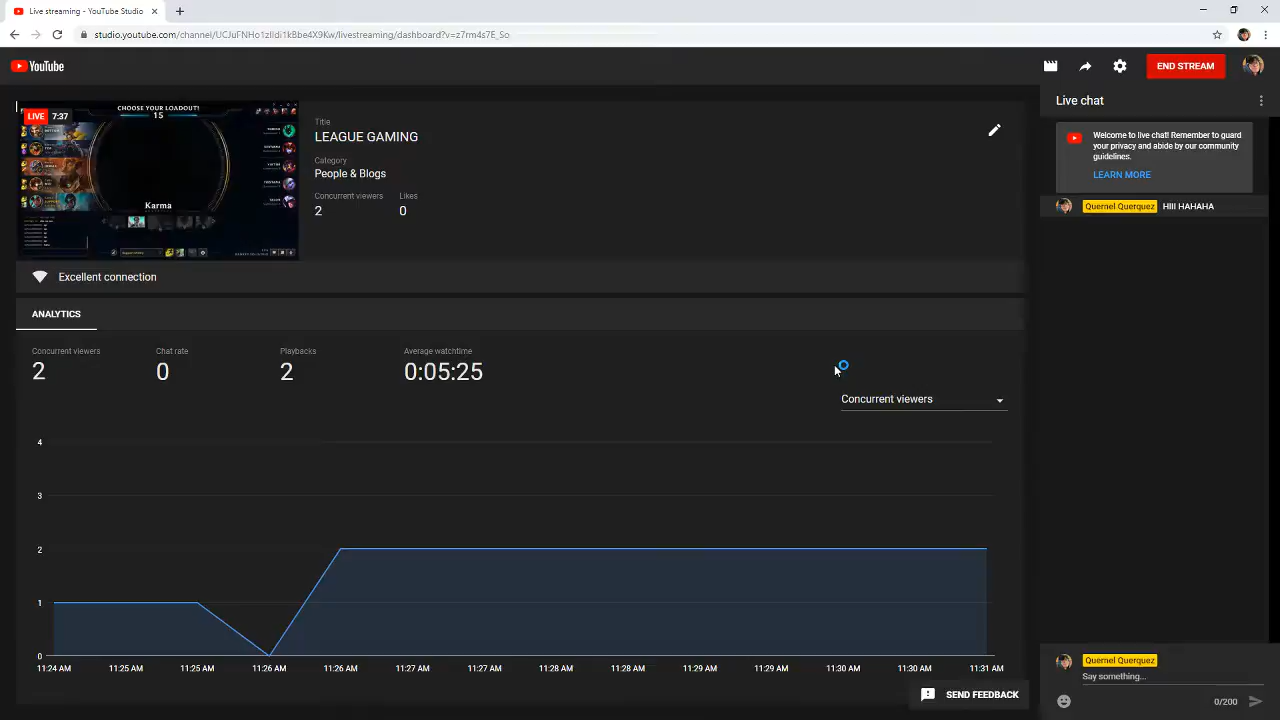 Live streaming - YouTube Studio
studio.youtube.com/channel/UCJuFNHo1zIldi1kBbe4X9Kw/livestreaming/dashboard?v=z7rm4s7E_So
YouTube
END STREAM
LIVE 7:37
CHOOSE YOUR LOADOUT!
15
Karma
Title
LEAGUE GAMING
Category
People & Blogs
Concurrent viewers Likes
2 0
Excellent connection
ANALYTICS
Concurrent viewers Chat rate Playbacks Average watchtime
2 0 2 0:05:25
Concurrent viewers
4
3
2
1
0
11:24 AM 11:25 AM 11:25 AM 11:26 AM 11:26 AM 11:27 AM 11:27 AM 11:28 AM 11:28 AM 11:29 AM 11:29 AM 11:30 AM 11:30 AM 11:31 AM
SEND FEEDBACK
Live chat
Welcome to live chat! Remember to guard
your privacy and abide by our community
guidelines.
LEARN MORE
Quernel Querquez HIII HAHAHA
Quernel Querquez
Say something...
0/200